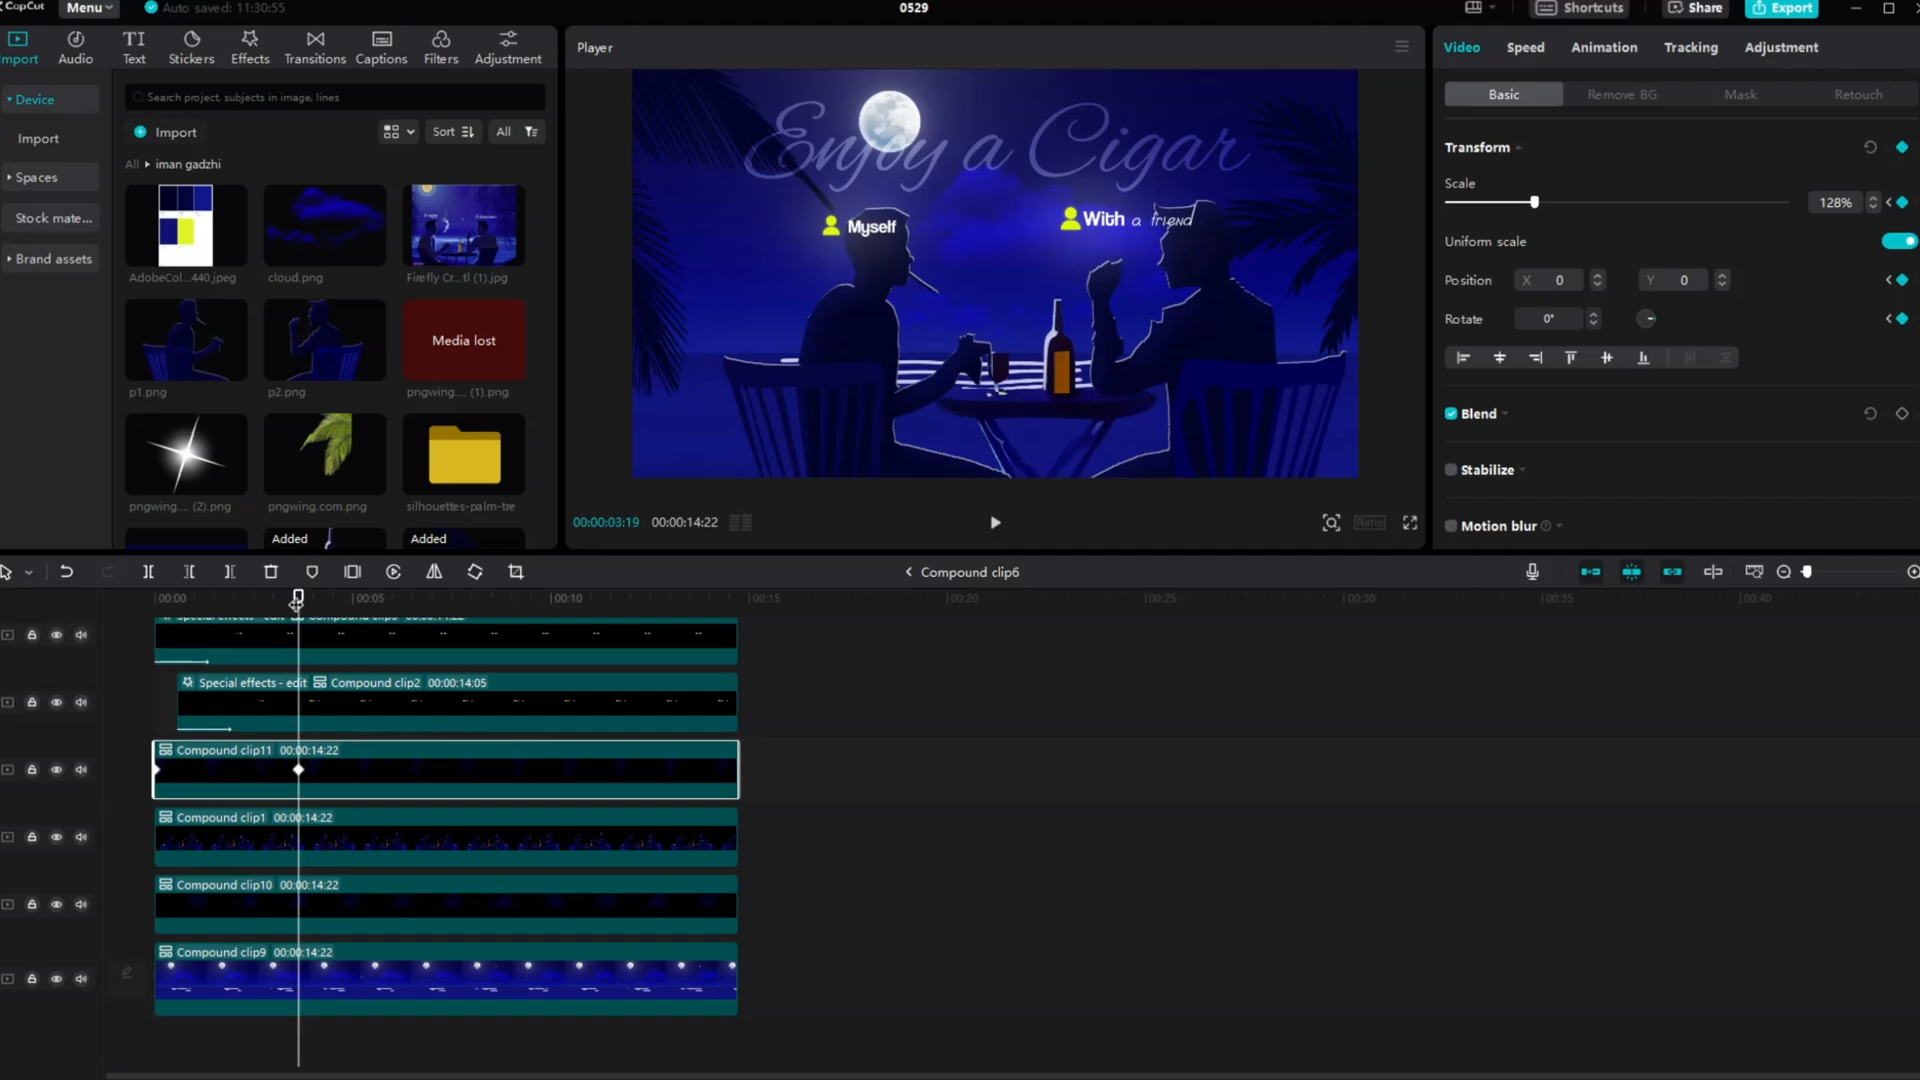 CapCut
Menu
Auto saved: 11:30:55
0529
Shortcuts
Share
Export
Import
Audio
Text
Stickers
Effects
Transitions
Captions
Filters
Adjustment
Device
Import
Spaces
Stock mate...
Brand assets
Search project, subjects in image, lines
Import
Sort
All
All
iman gadzhi
AdobeCol...440.jpeg
cloud.png
Firefly Cr...tl (1).jpg
Media lost
p1.png
p2.png
pngwing.... (1).png
pngwing.... (2).png
pngwing.com.png
silhouettes-palm-tre
Added
Added
Player
Enjoy a Cigar
Myself
With a friend
00:00:03:19
00:00:14:22
Ratio
Video
Speed
Animation
Tracking
Adjustment
Basic
Remove BG
Mask
Retouch
Transform
Scale
128%
Uniform scale
Position
X 0
Y 0
Rotate
0°
Blend
Stabilize
Motion blur
Compound clip6
00:00
00:05
00:10
00:15
00:20
00:25
00:30
00:35
00:40
Special effects - edit
Special effects - edit Compound clip2 00:00:14:05
Compound clip11 00:00:14:22
Compound clip1 00:00:14:22
Compound clip10 00:00:14:22
Compound clip9 00:00:14:22